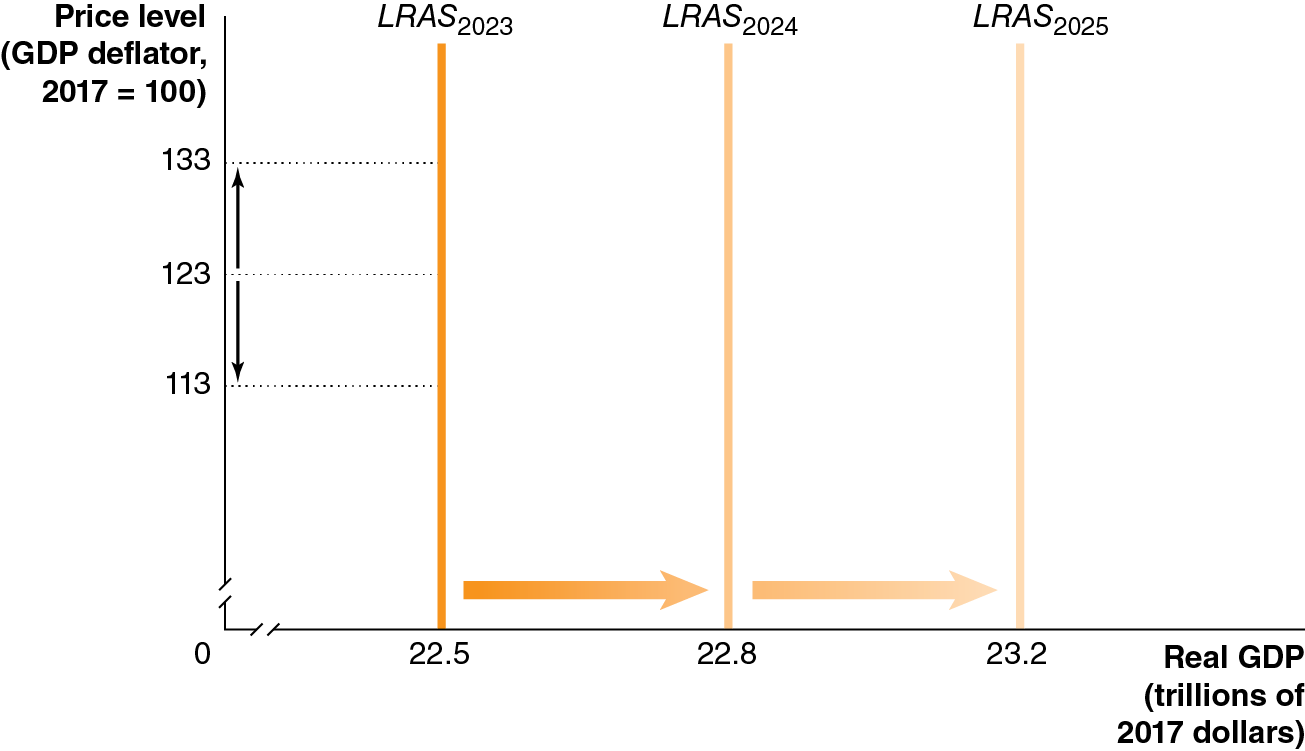 Price level
(GDP deflator,
2017 = 100)
LRAS2023
LRAS2024
LRAS2025
133
123
113
0
22.5
22.8
23.2
Real GDP
(trillions of
2017 dollars)